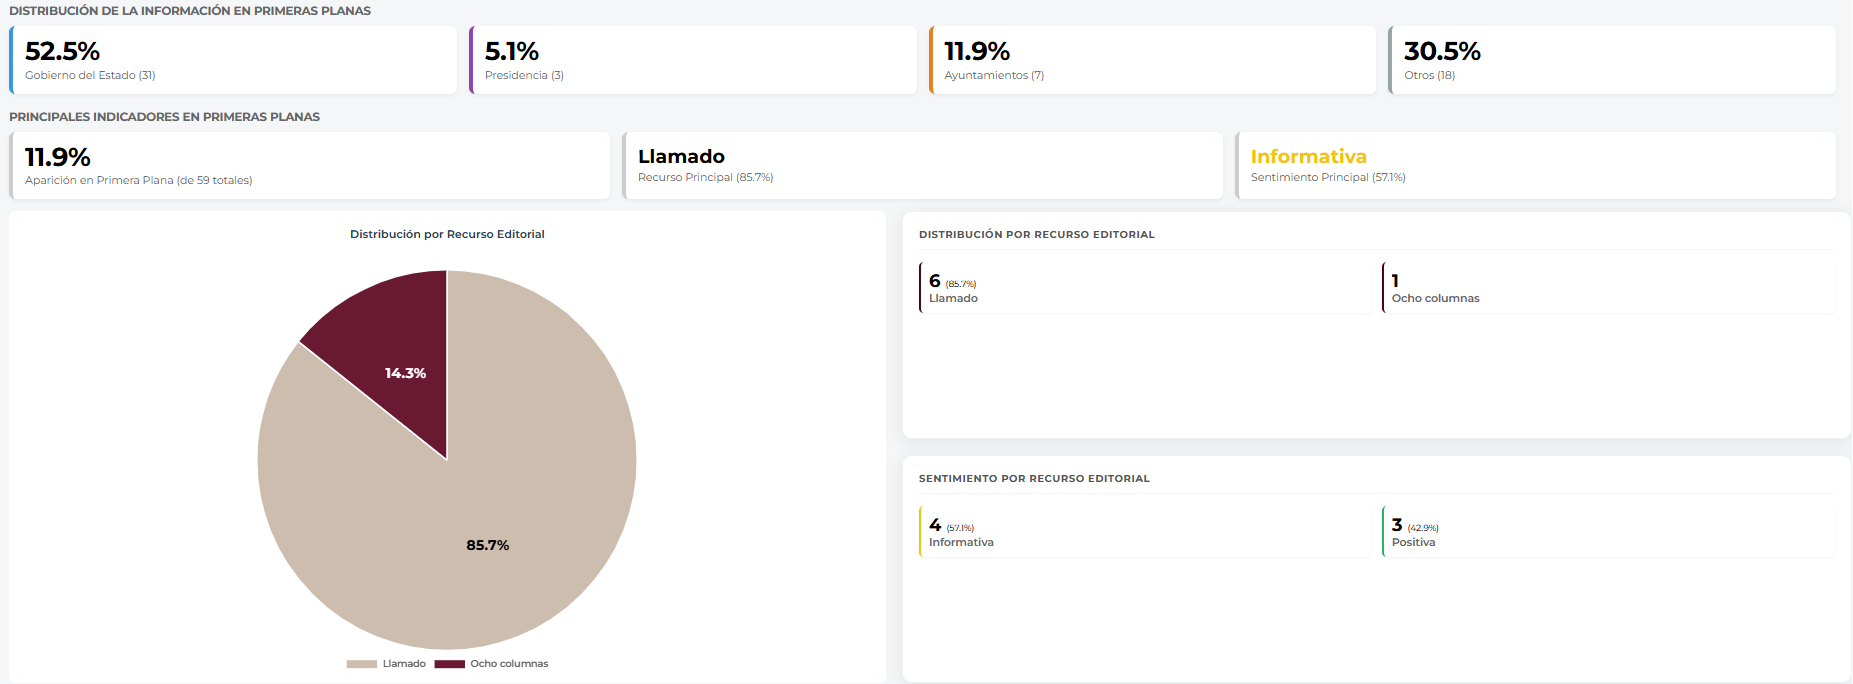 DISTRIBUCIÓN DE LA INFORMACIÓN EN PRIMERAS PLANAS
52.5%
Gobierno del Estado (31)
5.1%
Presidencia (3)
11.9%
Ayuntamientos (7)
30.5%
Otros (18)
PRINCIPALES INDICADORES EN PRIMERAS PLANAS
11.9%
Aparición en Primera Plana (de 59 totales)
Llamado
Recurso Principal (85.7%)
Informativa
Sentimiento Principal (57.1%)
Distribución por Recurso Editorial
14.3%
85.7%
Llamado
Ocho columnas
DISTRIBUCIÓN POR RECURSO EDITORIAL
6 (85.7%)
Llamado
1
Ocho columnas
SENTIMIENTO POR RECURSO EDITORIAL
4 (57.1%)
Informativa
3 (42.9%)
Positiva